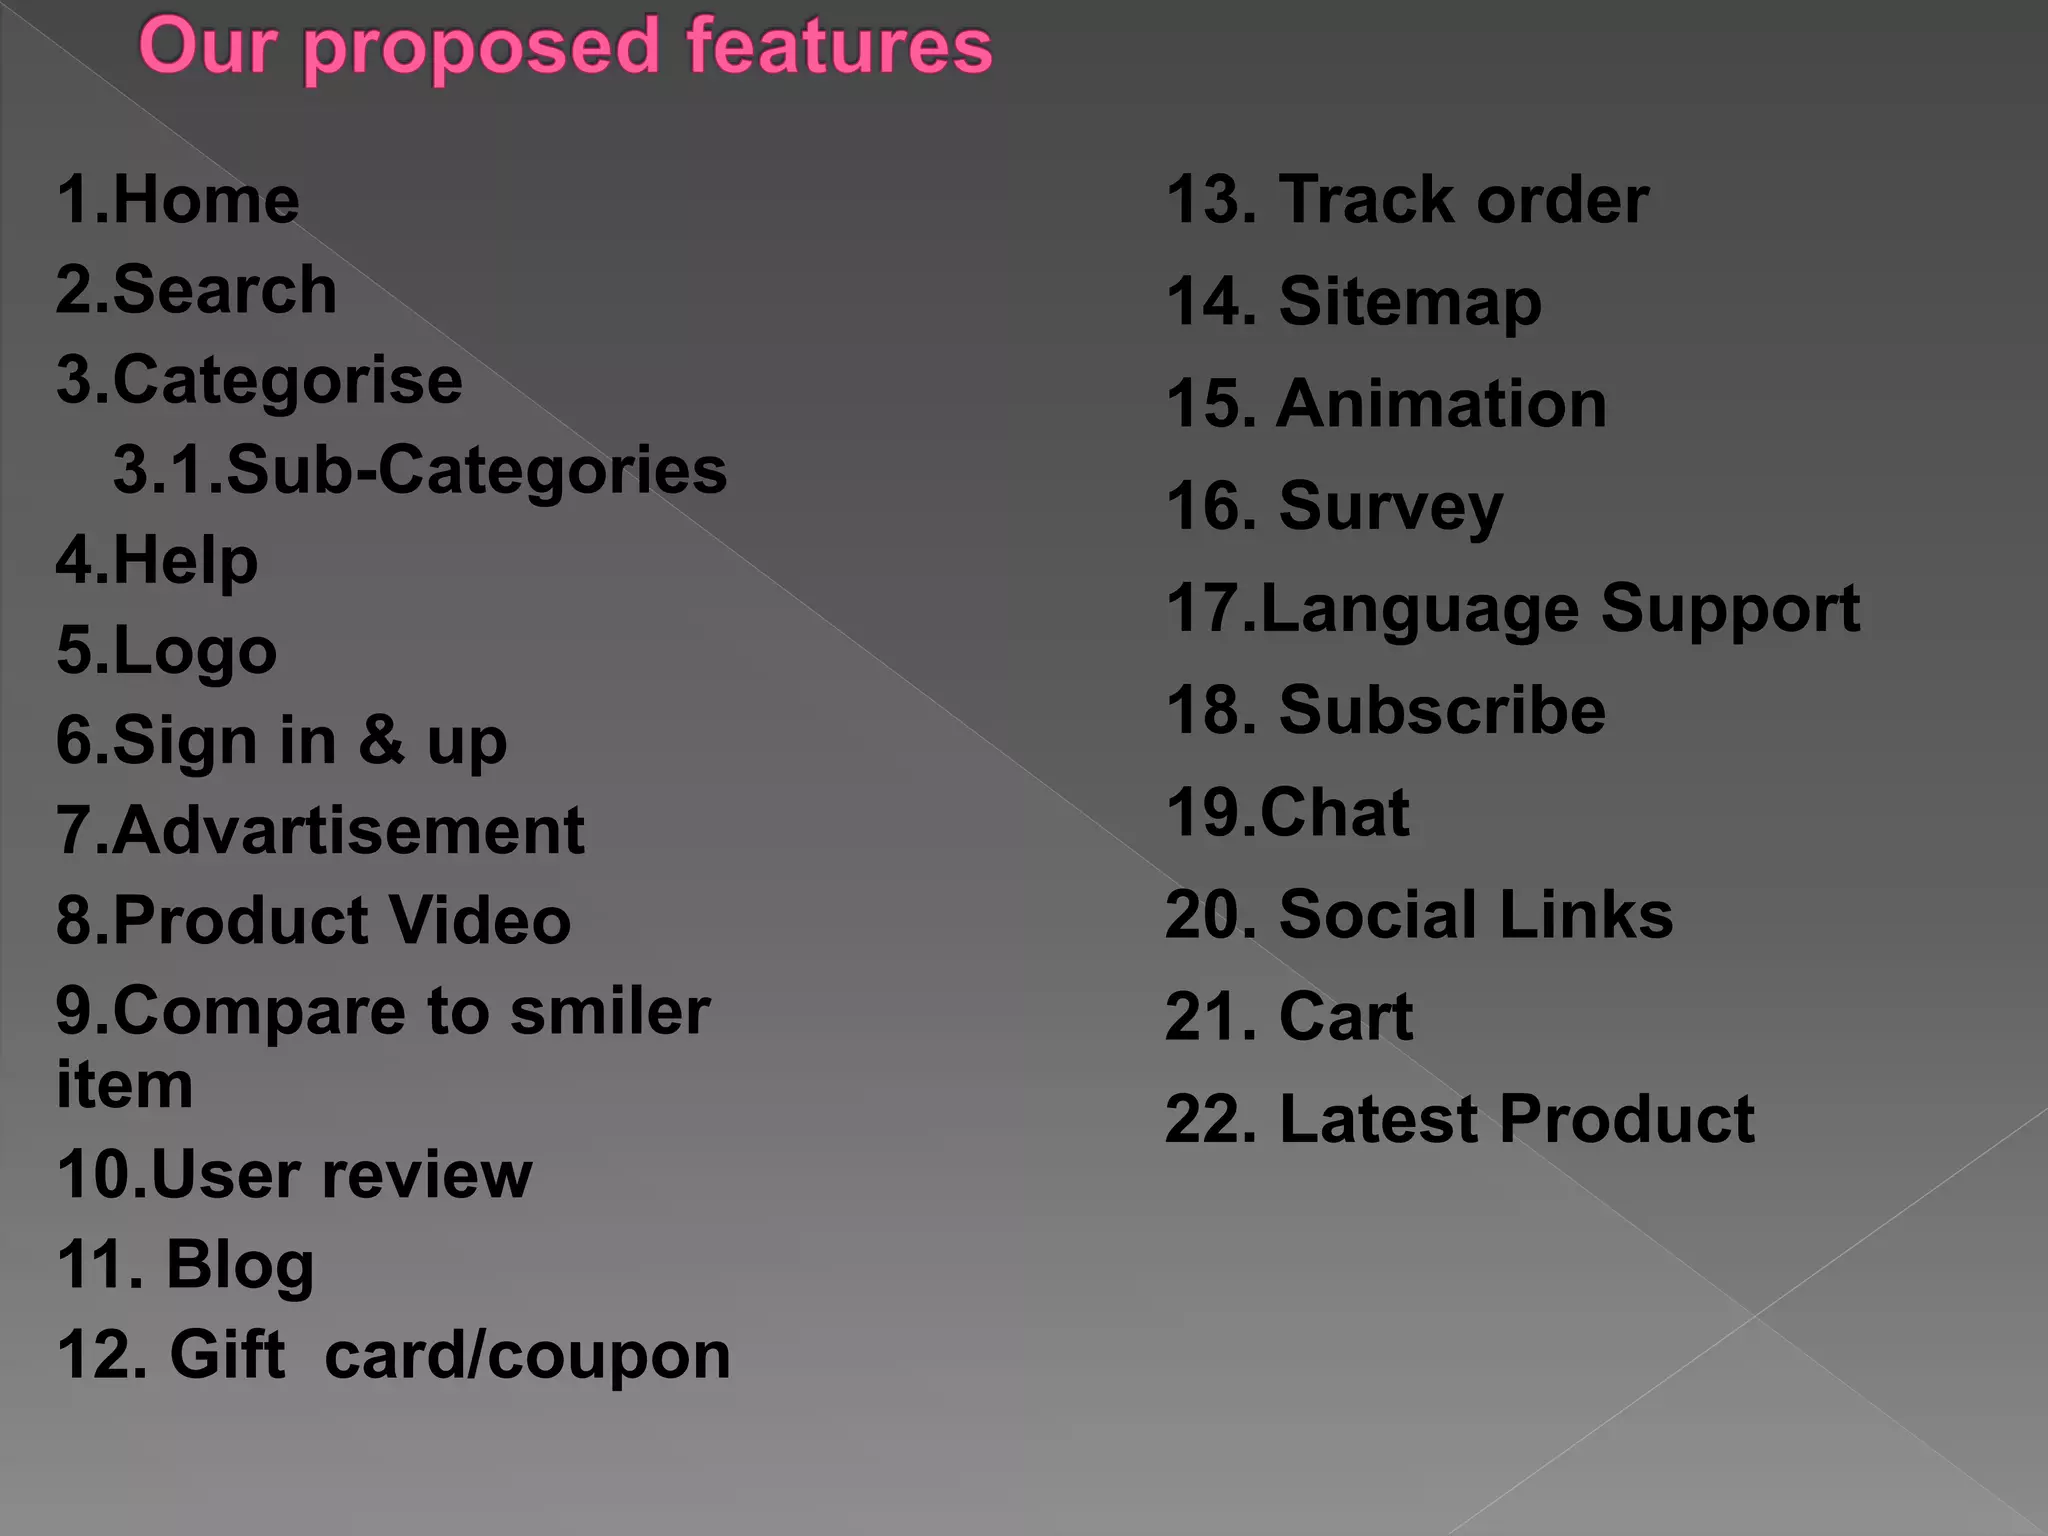 Our proposed features
1.Home
2.Search
3.Categorise
3.1.Sub-Categories
4.Help
5.Logo
6.Sign in & up
7.Advartisement
8.Product Video
9.Compare to smiler
item
10.User review
11. Blog
12. Gift  card/coupon
13. Track order
14. Sitemap
15. Animation
16. Survey
17.Language Support
18. Subscribe
19.Chat
20. Social Links
21. Cart
22. Latest Product